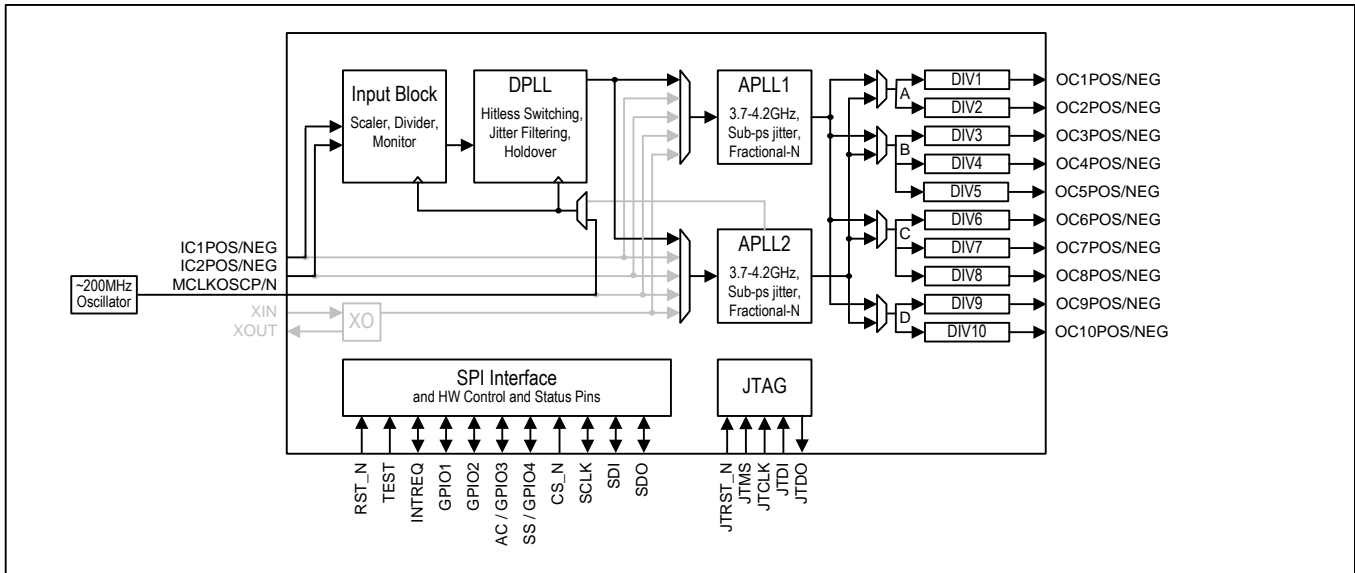 Input Block
Scaler, Divider,
Monitor
DPLL
Hitless Switching,
Jitter Filtering,
Holdover
APLL1
3.7-4.2GHz,
Sub-ps jitter,
Fractional-N
APLL2
3.7-4.2GHz,
Sub-ps jitter,
Fractional-N
A
B
C
D
DIV1
DIV2
DIV3
DIV4
DIV5
DIV6
DIV7
DIV8
DIV9
DIV10
OC1POS/NEG
OC2POS/NEG
OC3POS/NEG
OC4POS/NEG
OC5POS/NEG
OC6POS/NEG
OC7POS/NEG
OC8POS/NEG
OC9POS/NEG
OC10POS/NEG
IC1POS/NEG
IC2POS/NEG
MCLKOSCP/N
~200MHz
Oscillator
XIN
XOUT
XO
SPI Interface
and HW Control and Status Pins
JTAG
RST_N
TEST
INTREQ
GPIO1
GPIO2
AC / GPIO3
SS / GPIO4
CS_N
SCLK
SDI
SDO
JTRST_N
JTMS
JTCLK
JTDI
JTDO